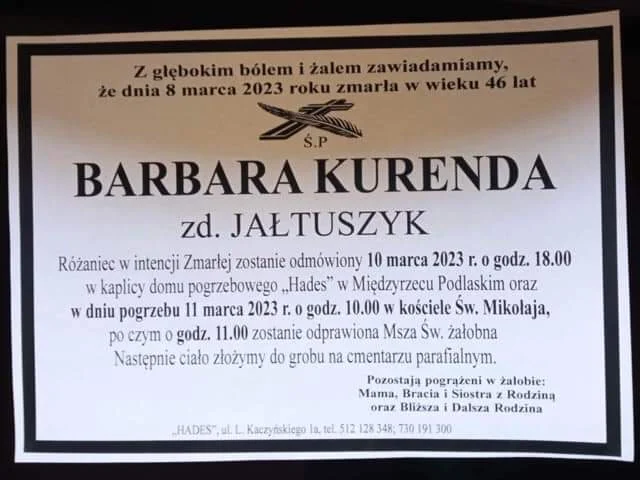 Z głębokim bólem i żalem zawiadamiamy,
że dnia 8 marca 2023 roku zmarła w wieku 46 lat
Ś.P
BARBARA KURENDA
zd. JAŁTUSZYK
Różaniec w intencji Zmarłej zostanie odmówiony 10 marca 2023 r. o godz. 18.00
w kaplicy domu pogrzebowego „Hades” w Międzyrzecu Podlaskim oraz
w dniu pogrzebu 11 marca 2023 r. o godz. 10.00 w kościele Św. Mikołaja,
po czym o godz. 11.00 zostanie odprawiona Msza Św. żałobna
Następnie ciało złożymy do grobu na cmentarzu parafialnym.
Pozostają pogrążeni w żałobie:
Mama, Bracia i Siostra z Rodziną
oraz Bliższa i Dalsza Rodzina
„HADES”, ul. L. Kaczyńskiego 1a, tel. 512 128 348; 730 191 300